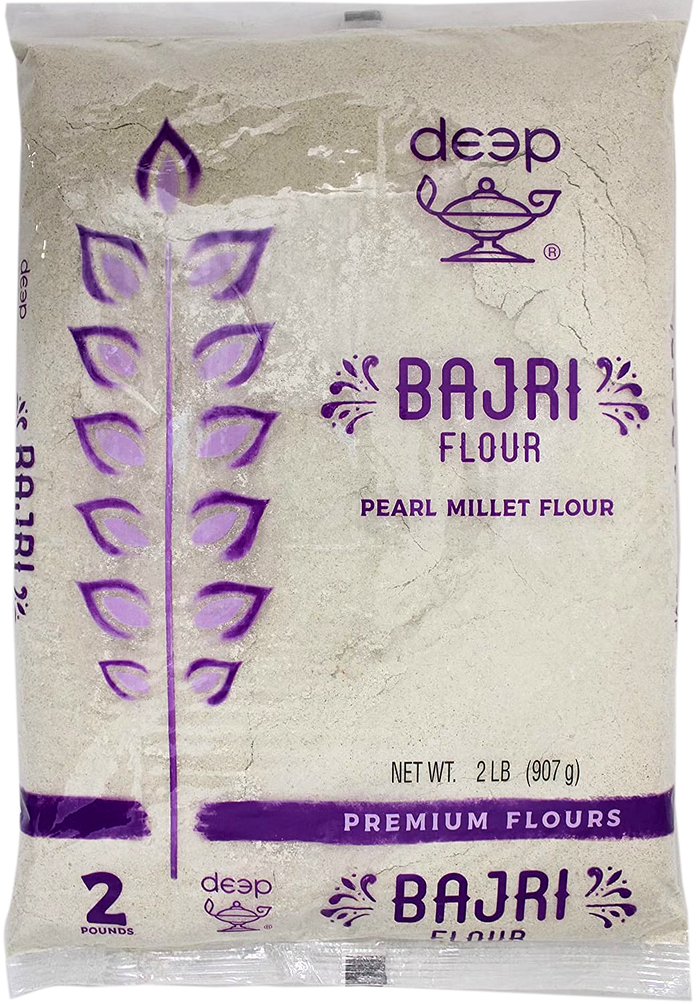 deep
®
BAJRI
FLOUR
PEARL MILLET FLOUR
deep
BAJRI
NET WT. 2 LB (907 g)
PREMIUM FLOURS
2
POUNDS
deep
®
BAJRI
FLOUR